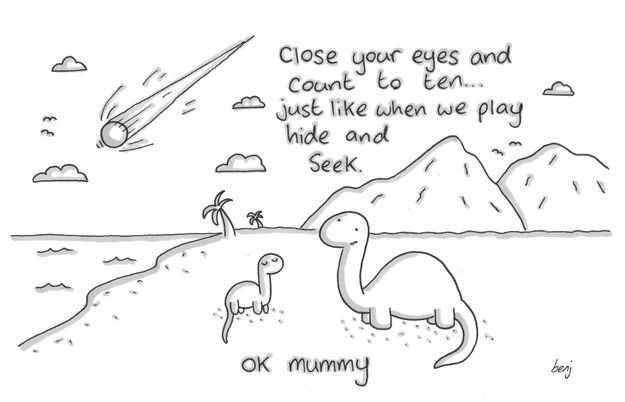 Close your eyes and
Count to ten...
just like when we play
hide and
Seek.
OK mummy
benj